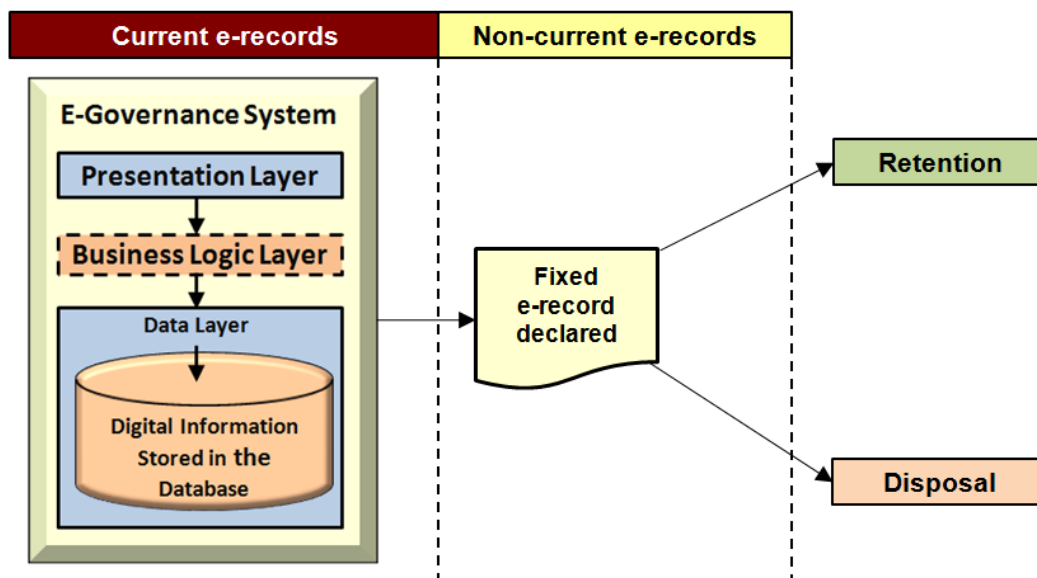 Current e-records
Non-current e-records
E-Governance System
Presentation Layer
Business Logic Layer
Data Layer
Digital Information
Stored in the
Database
Fixed
e-record
declared
Retention
Disposal